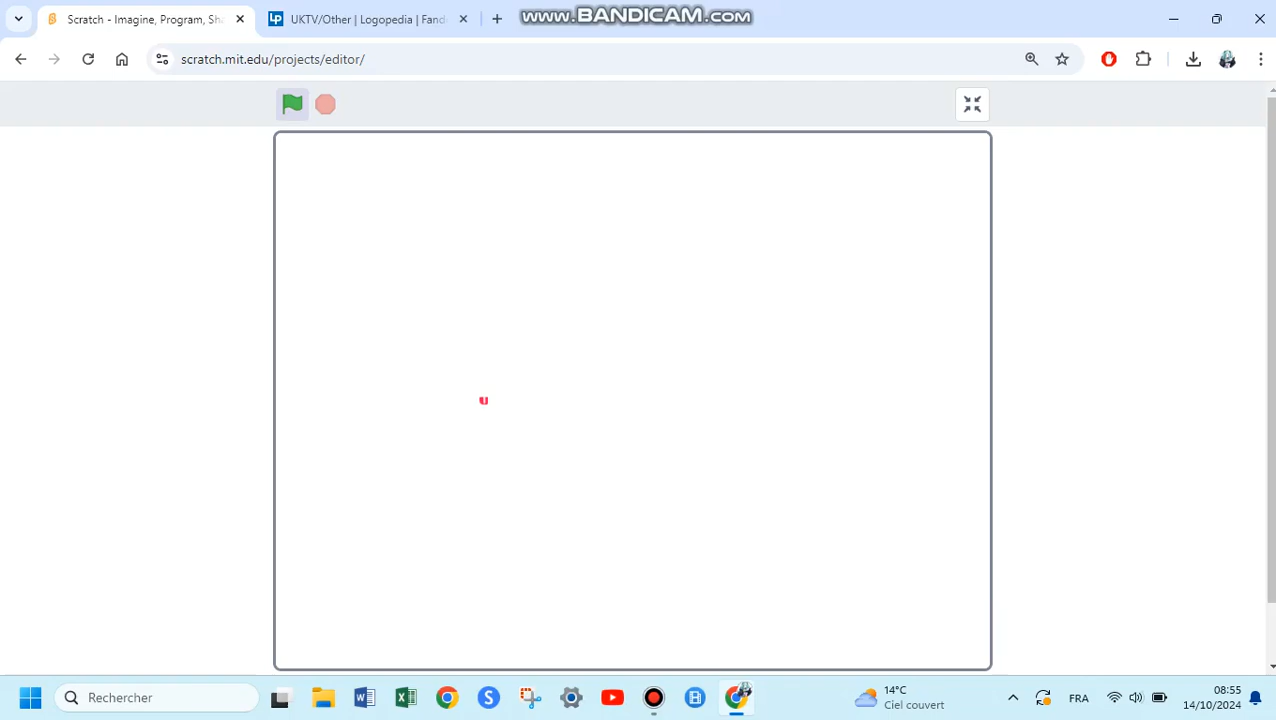 Scratch - Imagine, Program, Sha
UKTV/Other | Logopedia | Fand
www.BANDICAM.com
scratch.mit.edu/projects/editor/
Rechercher
14°C
Ciel couvert
FRA
08:55
14/10/2024